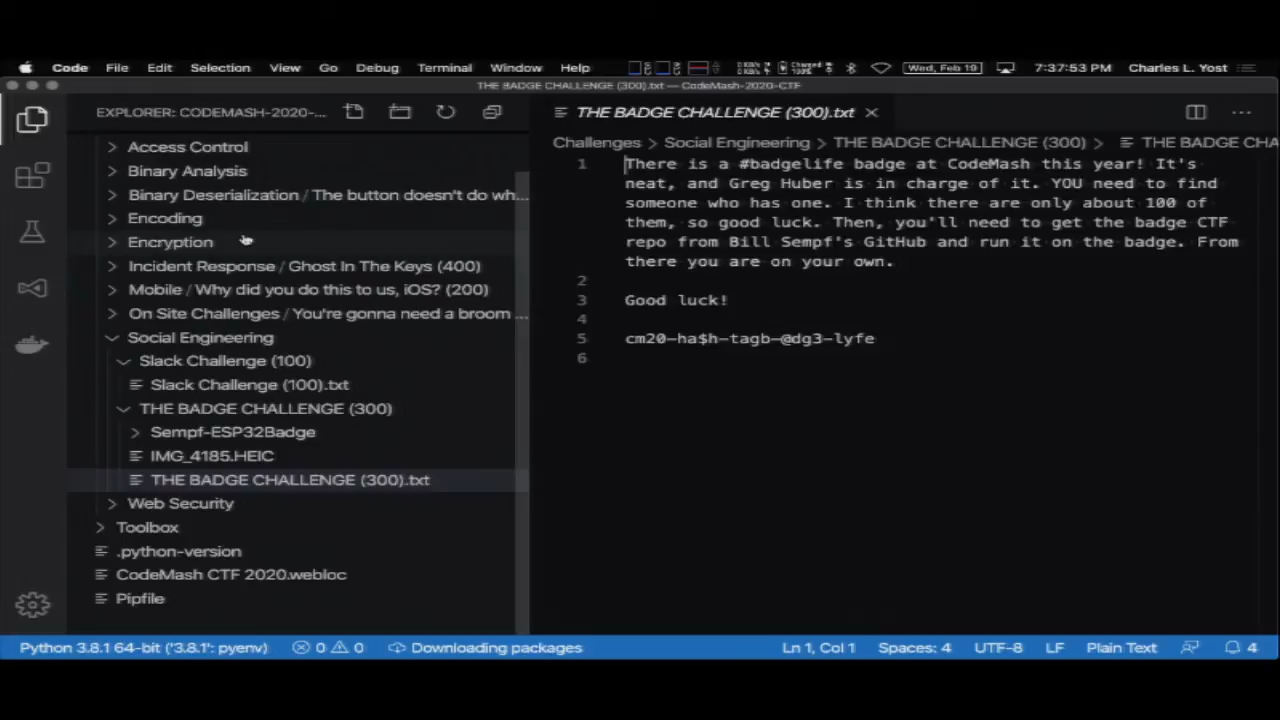 Code File Edit Selection View Go Debug Terminal Window Help Wed, Feb 19 7:37:53 PM Charles L. Yost
THE BADGE CHALLENGE (300).txt — CodeMash-2020-CTF
EXPLORER: CODEMASH-2020-...
Access Control
Binary Analysis
Binary Deserialization / The button doesn't do wh...
Encoding
Encryption
Incident Response / Ghost In The Keys (400)
Mobile / Why did you do this to us, iOS? (200)
On Site Challenges / You're gonna need a broom ...
Social Engineering
Slack Challenge (100)
Slack Challenge (100).txt
THE BADGE CHALLENGE (300)
Sempf-ESP32Badge
IMG_4185.HEIC
THE BADGE CHALLENGE (300).txt
Web Security
Toolbox
.python-version
CodeMash CTF 2020.webloc
Pipfile
THE BADGE CHALLENGE (300).txt
Challenges > Social Engineering > THE BADGE CHALLENGE (300) > THE BADGE CHA
1 There is a #badgelife badge at CodeMash this year! It's
neat, and Greg Huber is in charge of it. YOU need to find
someone who has one. I think there are only about 100 of
them, so good luck. Then, you'll need to get the badge CTF
repo from Bill Sempf's GitHub and run it on the badge. From
there you are on your own.
2
3 Good luck!
4
5 cm20-ha$h-tagb-@dg3-lyfe
6
Python 3.8.1 64-bit ('3.8.1': pyenv) 0 0 Downloading packages Ln 1, Col 1 Spaces: 4 UTF-8 LF Plain Text 4